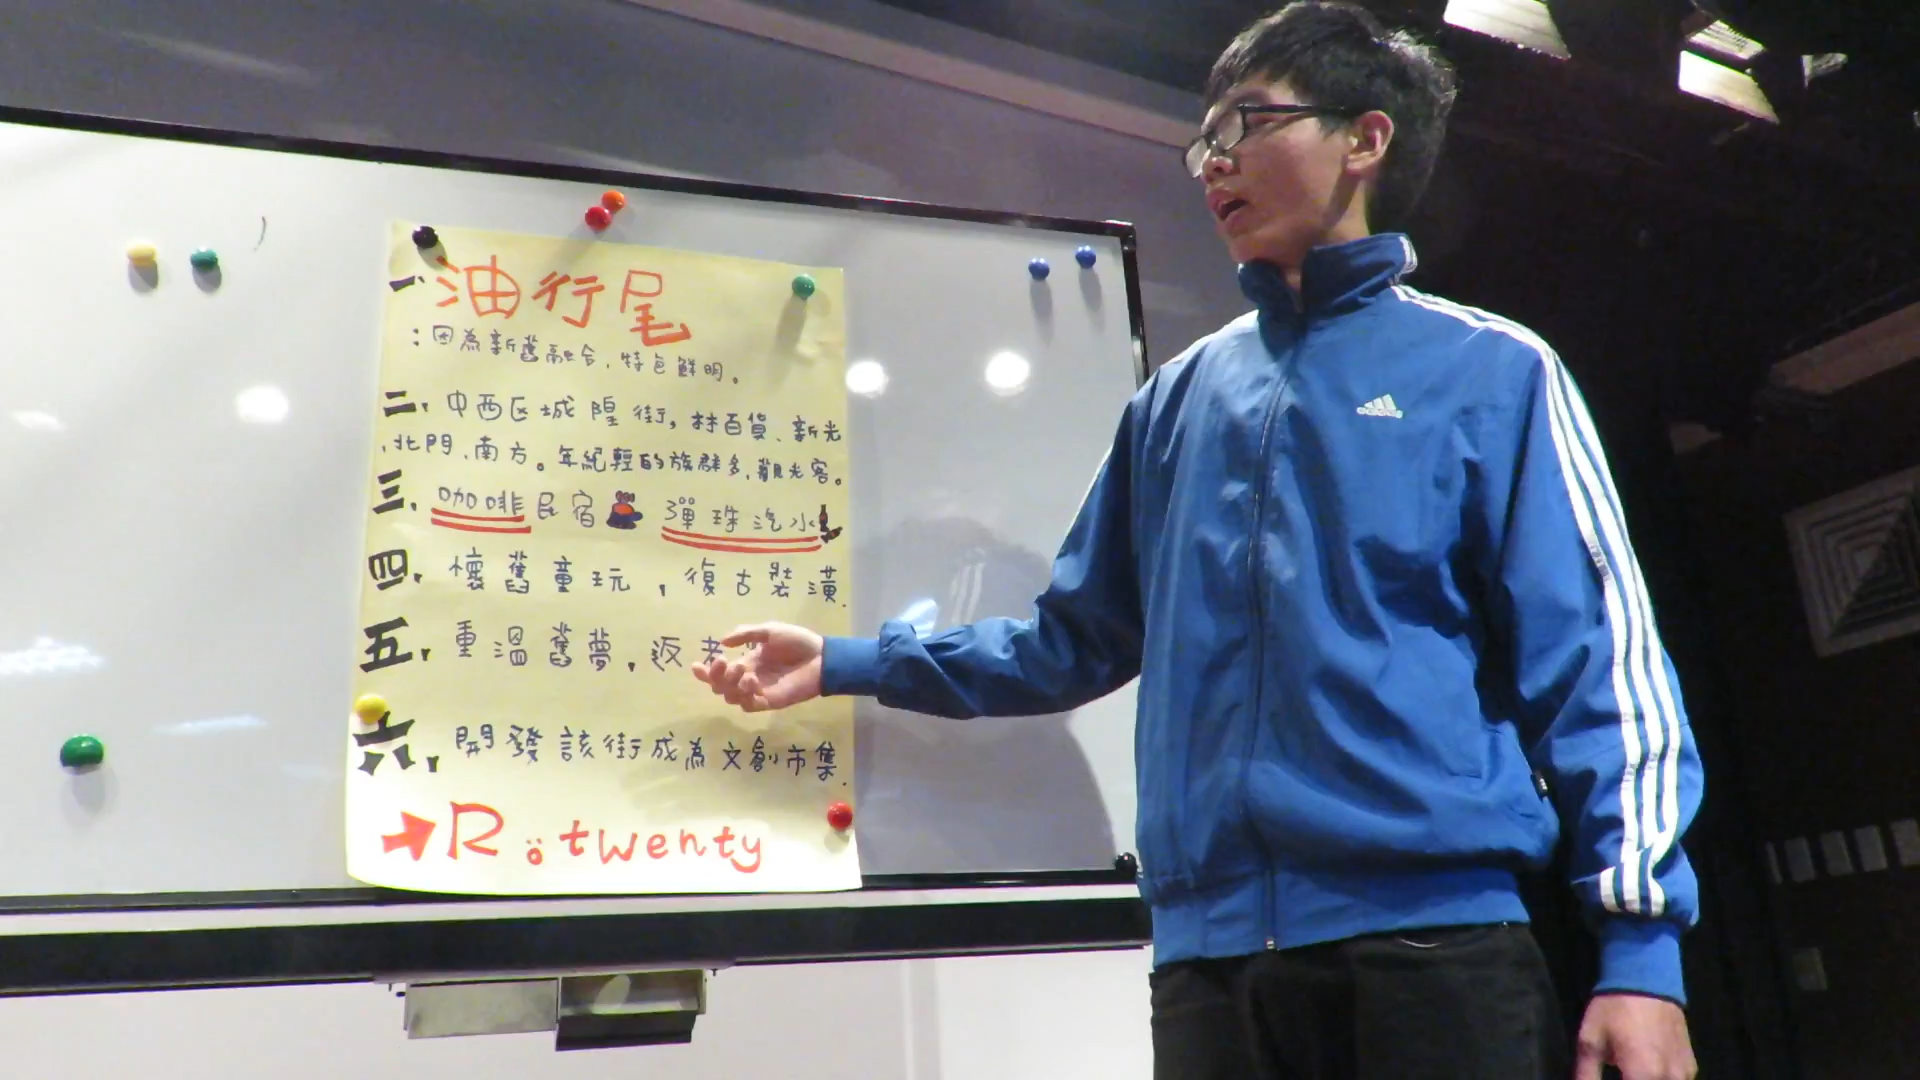 一、油行尾
：因為新舊融合，特色鮮明。
二、中西区城隍街，林百貨、新光
、北門、南方。年紀輕的族群多，觀光客。
三、咖啡民宿 彈珠汽水
四、懷舊童玩，復古裝潢.
五、重溫舊夢，返老
六、開發該街成為文創市集.
→R:twenty
adidas